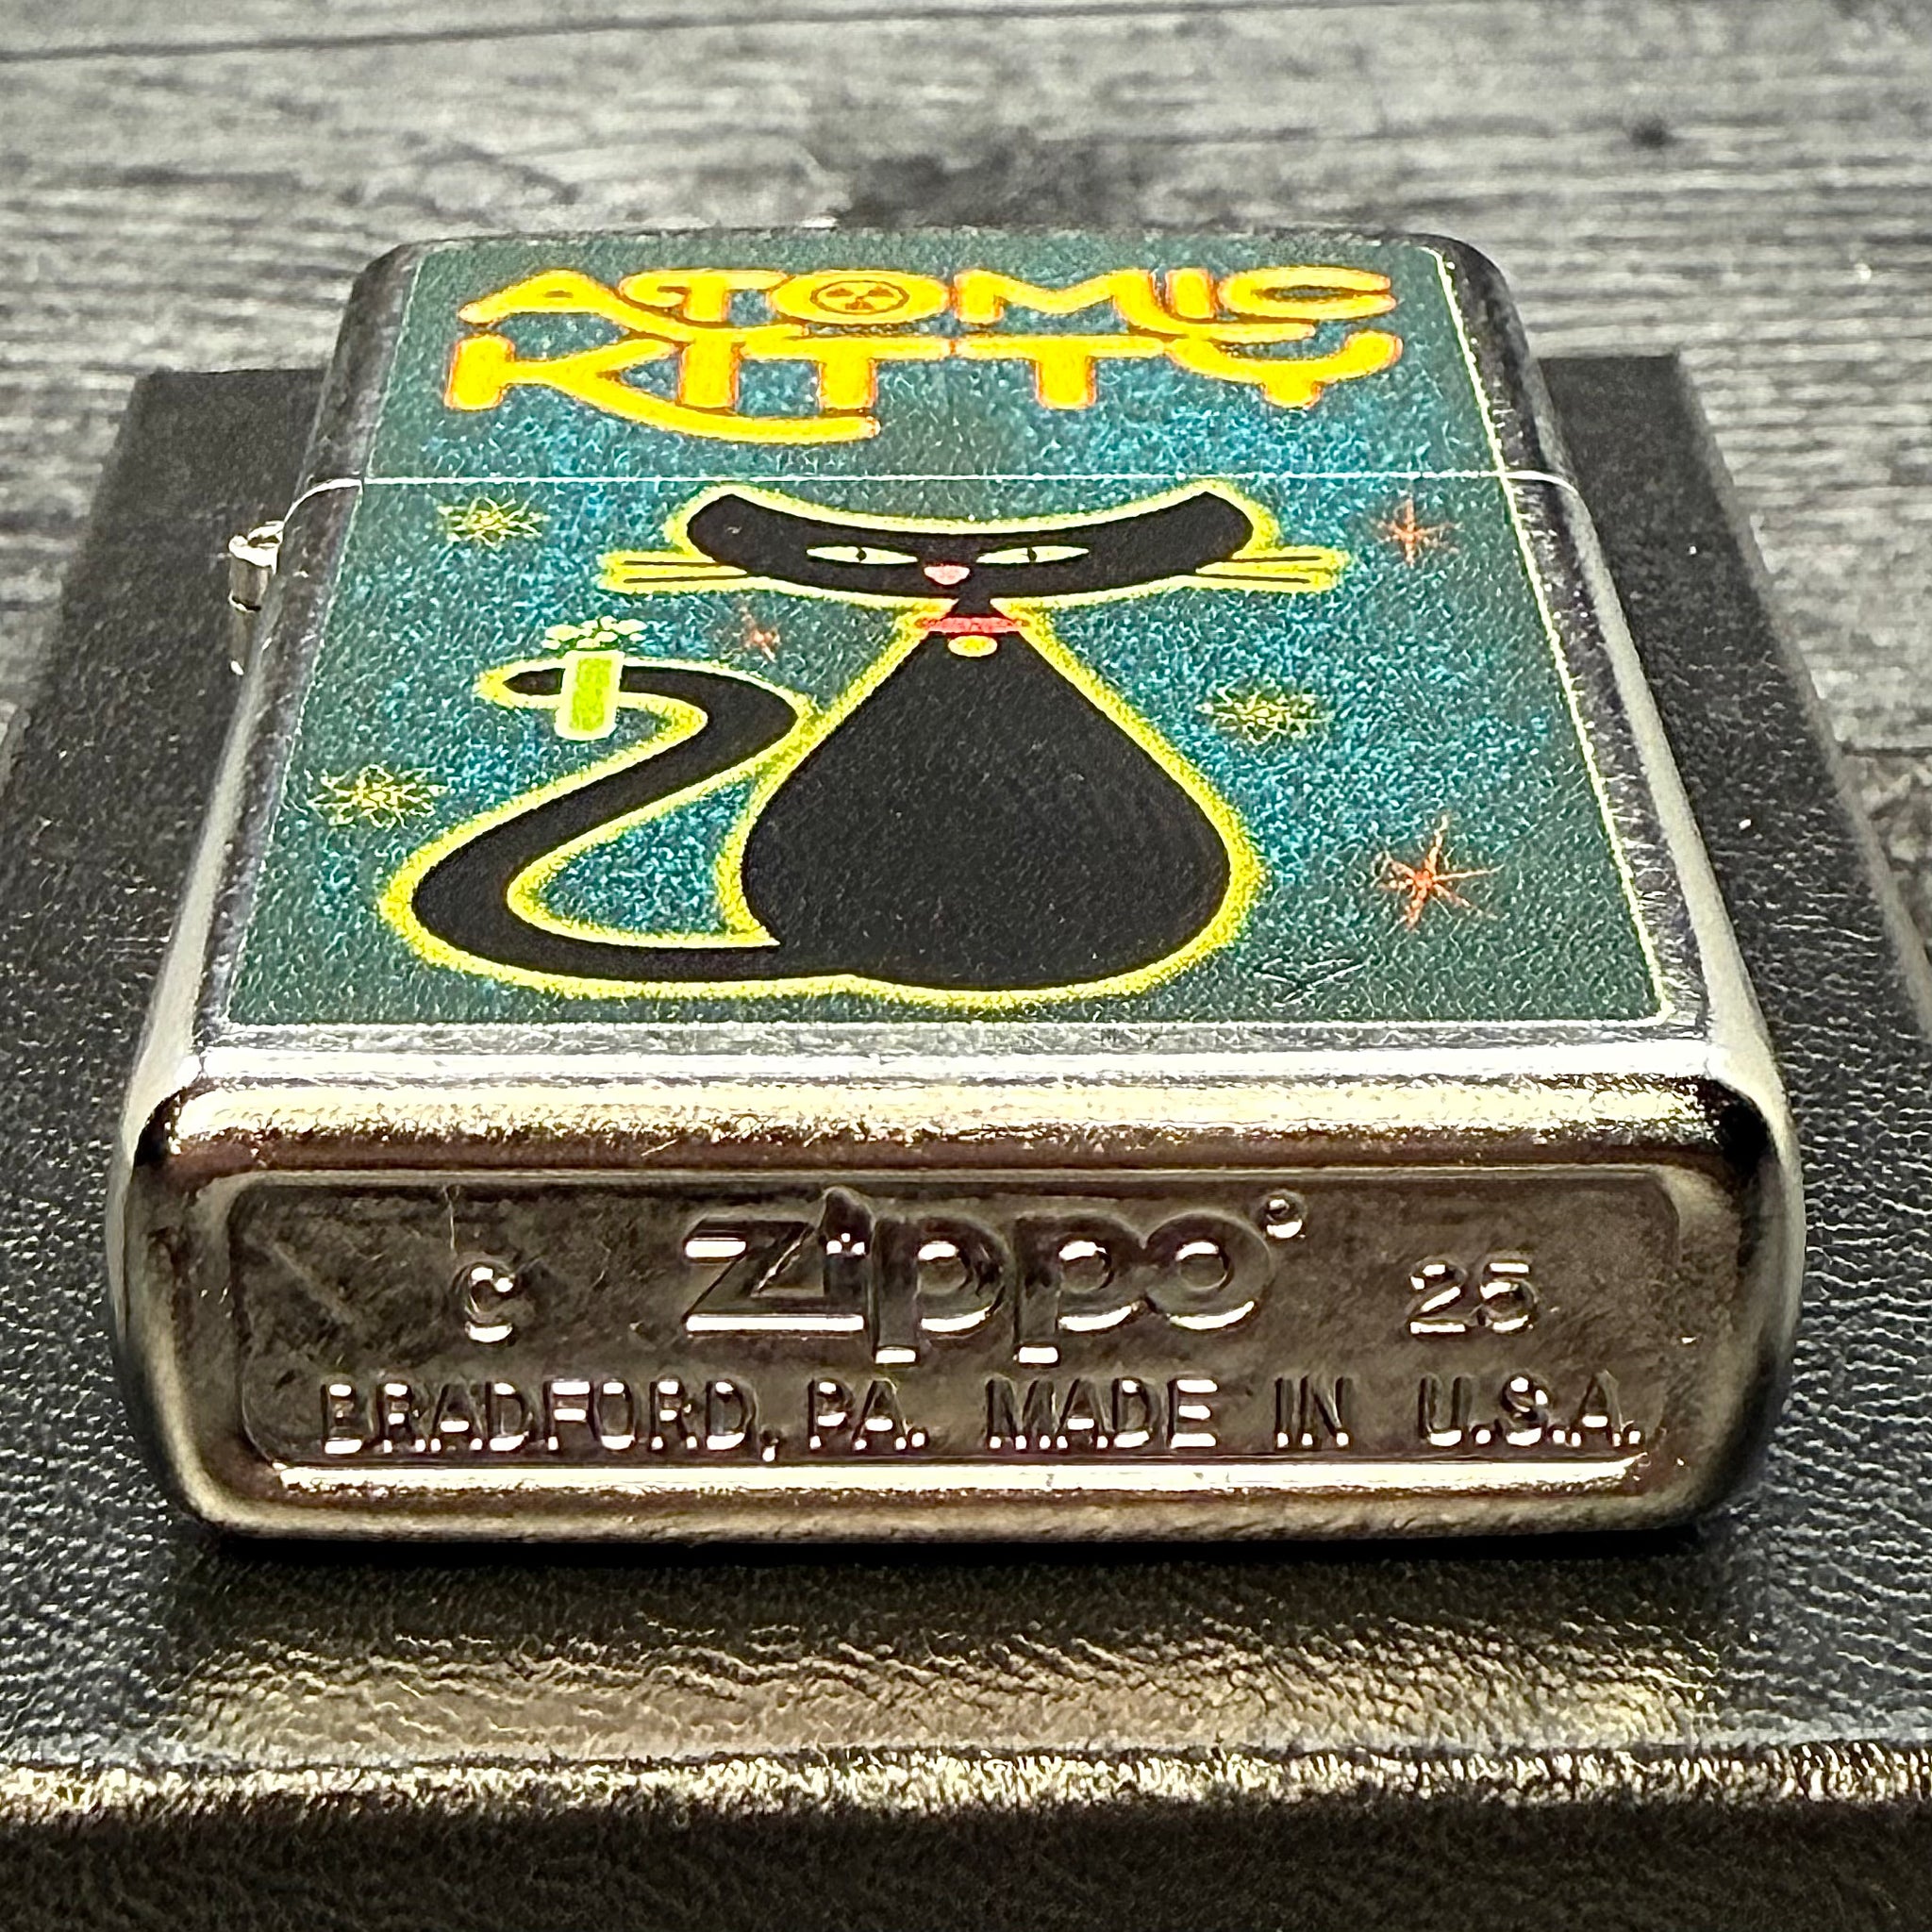 ATOMIC
KITTY
C Zippo® 25
BRADFORD, PA. MADE IN U.S.A.